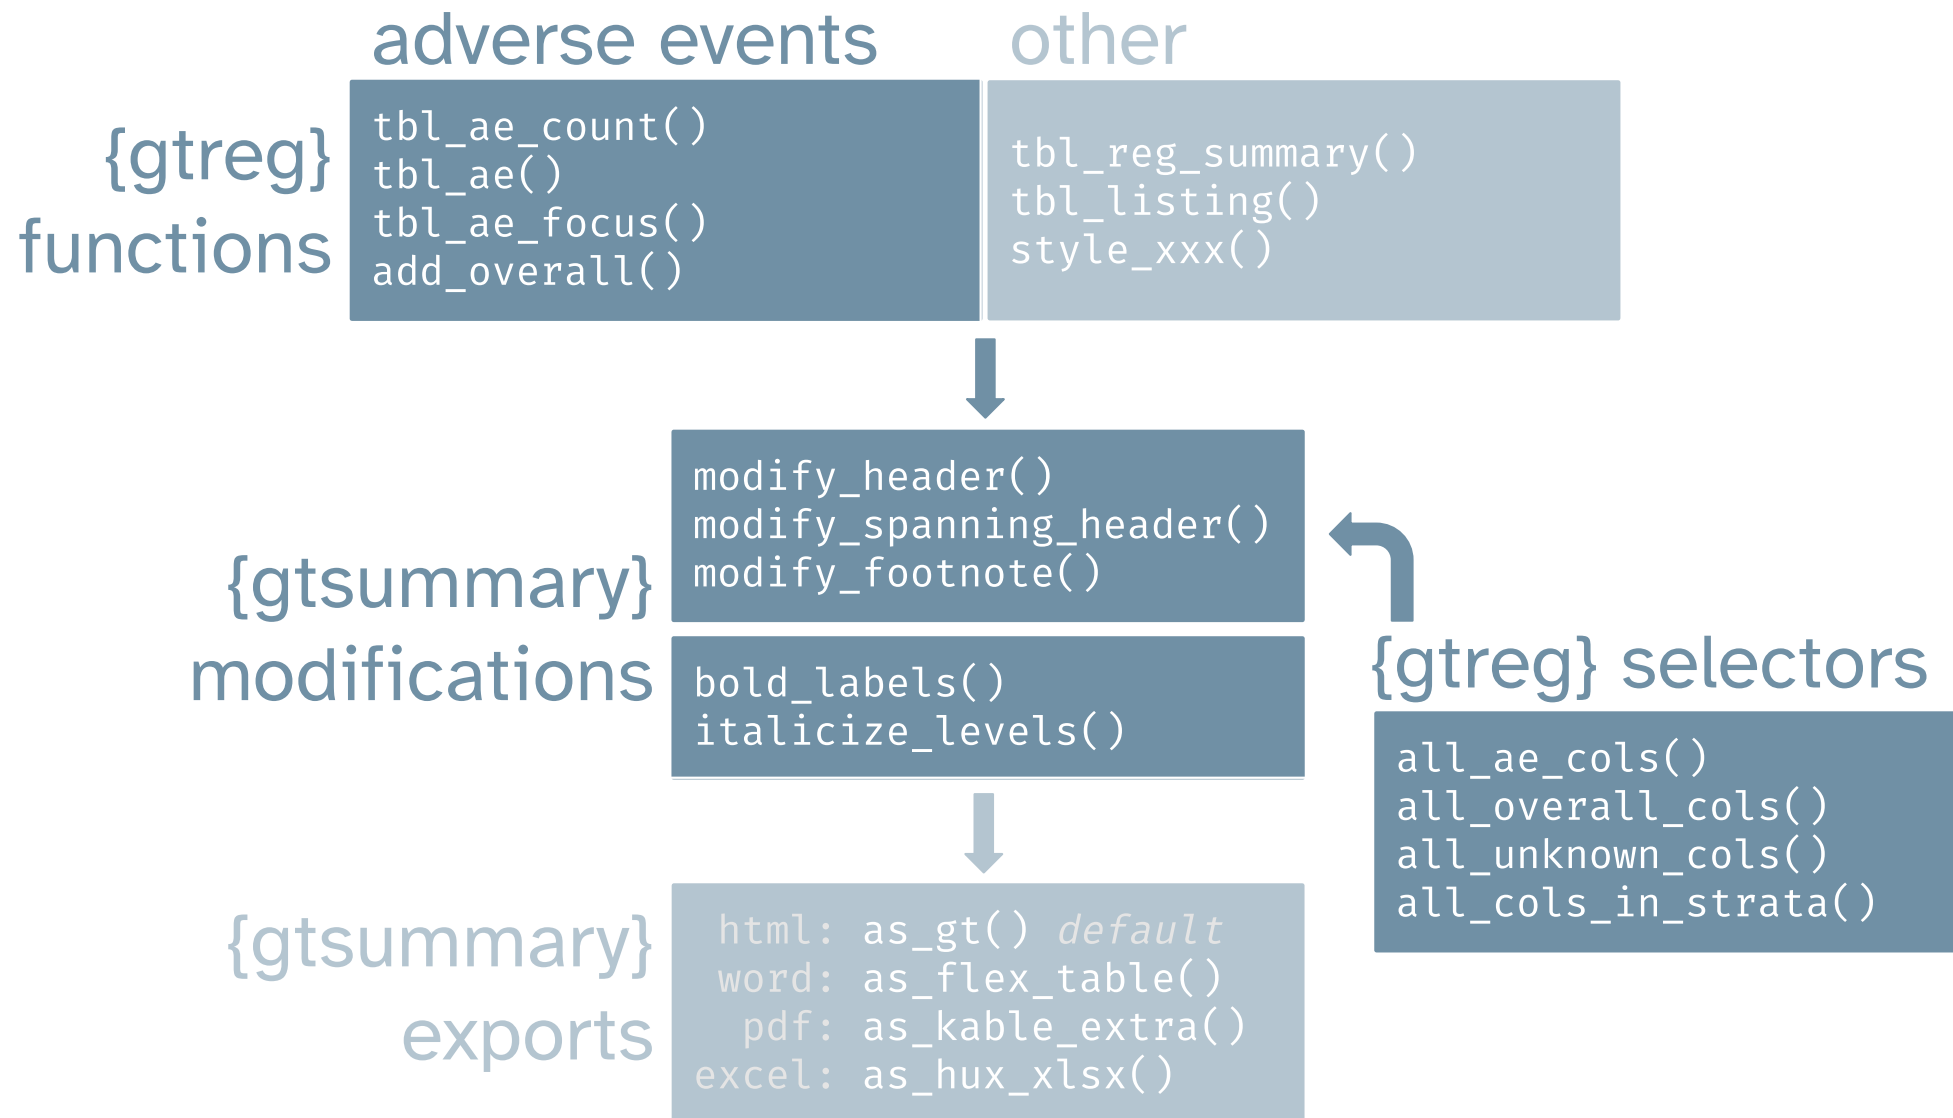 adverse events
other
{gtreg}
functions
tbl_ae_count()
tbl_ae()
tbl_ae_focus()
add_overall()
tbl_reg_summary()
tbl_listing()
style_xxx()
{gtsummary}
modifications
modify_header()
modify_spanning_header()
modify_footnote()
bold_labels()
italicize_levels()
{gtreg} selectors
all_ae_cols()
all_overall_cols()
all_unknown_cols()
all_cols_in_strata()
{gtsummary}
exports
html: as_gt() default
word: as_flex_table()
pdf: as_kable_extra()
excel: as_hux_xlsx()